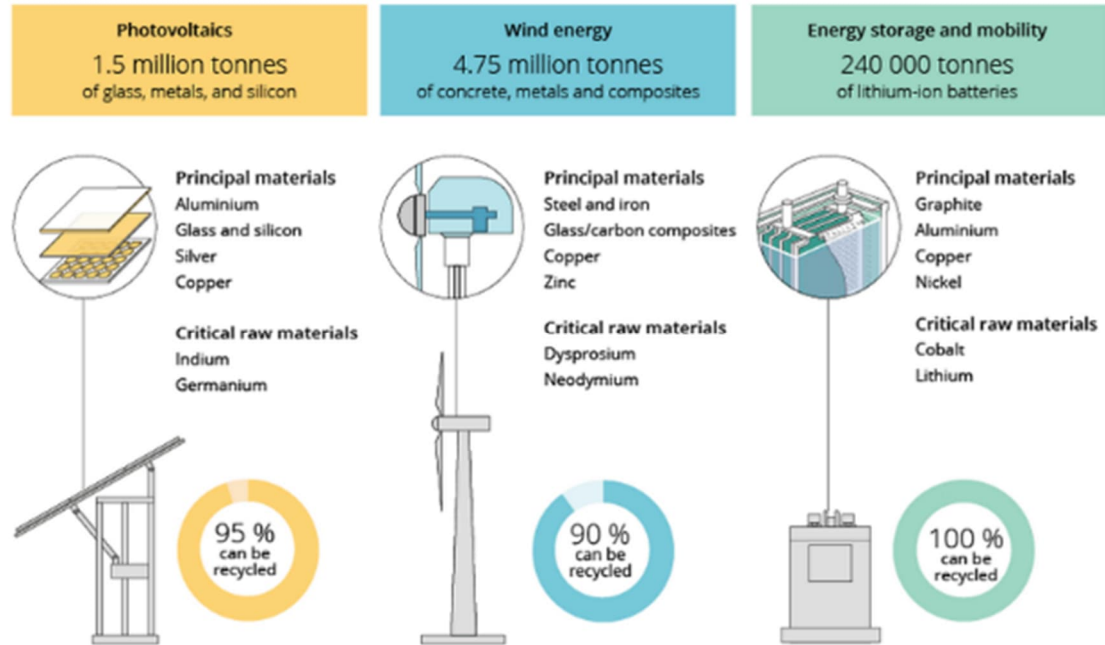 Photovoltaics
1.5 million tonnes
of glass, metals, and silicon
Wind energy
4.75 million tonnes
of concrete, metals and composites
Energy storage and mobility
240 000 tonnes
of lithium-ion batteries
Principal materials
Aluminium
Glass and silicon
Silver
Copper
Critical raw materials
Indium
Germanium
95 %
can be
recycled
Principal materials
Steel and iron
Glass/carbon composites
Copper
Zinc
Critical raw materials
Dysprosium
Neodymium
90 %
can be
recycled
Principal materials
Graphite
Aluminium
Copper
Nickel
Critical raw materials
Cobalt
Lithium
100 %
can be
recycled